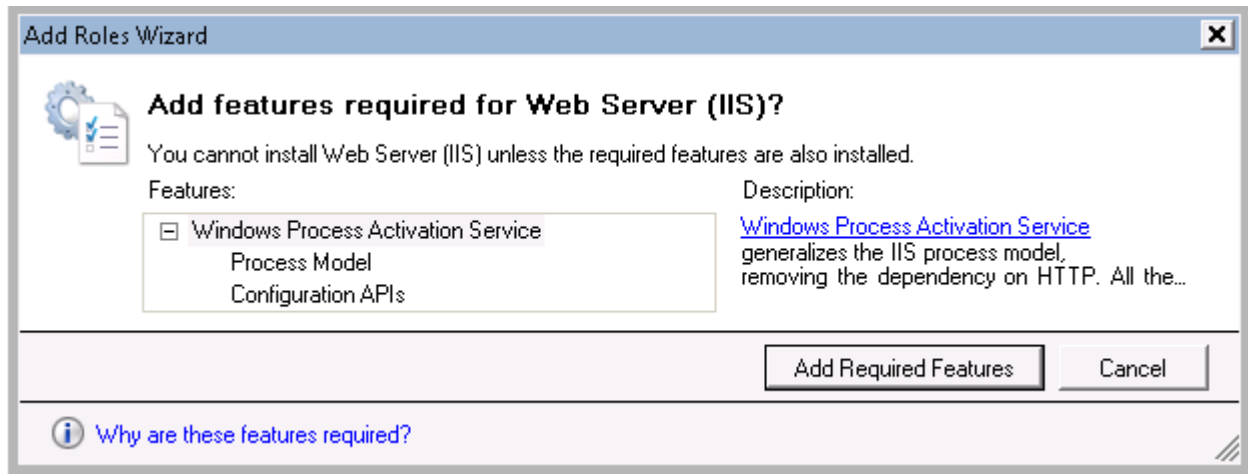 Add Roles Wizard
Add features required for Web Server (IIS)?
You cannot install Web Server (IIS) unless the required features are also installed.
Features:
Description:
Windows Process Activation Service
Process Model
Configuration APIs
Windows Process Activation Service
generalizes the IIS process model,
removing the dependency on HTTP. All the...
Add Required Features
Cancel
Why are these features required?